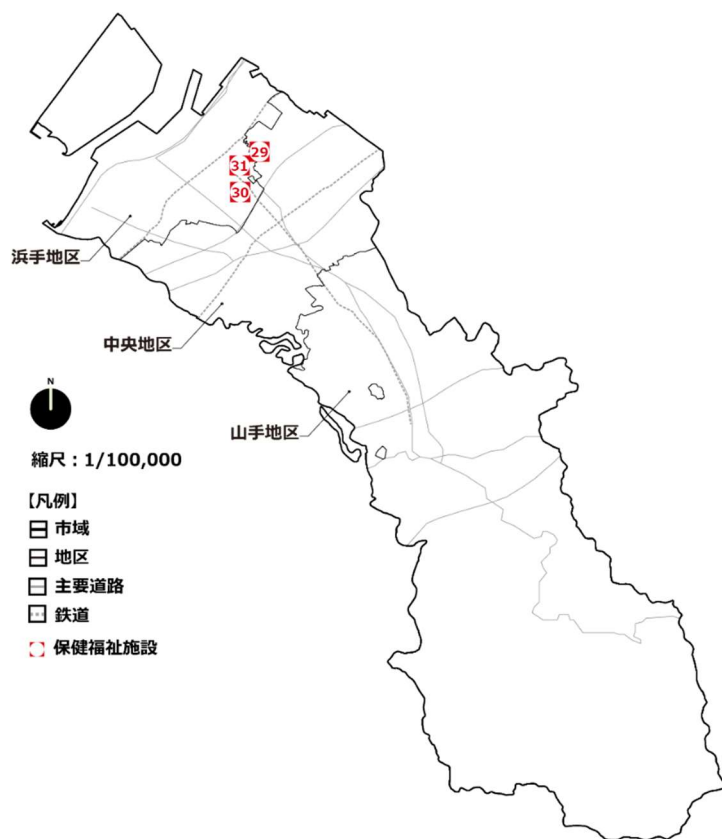 29
31
30
浜手地区
中央地区
山手地区
N
縮尺：1/100,000
【凡例】
市域
地区
主要道路
鉄道
保健福祉施設